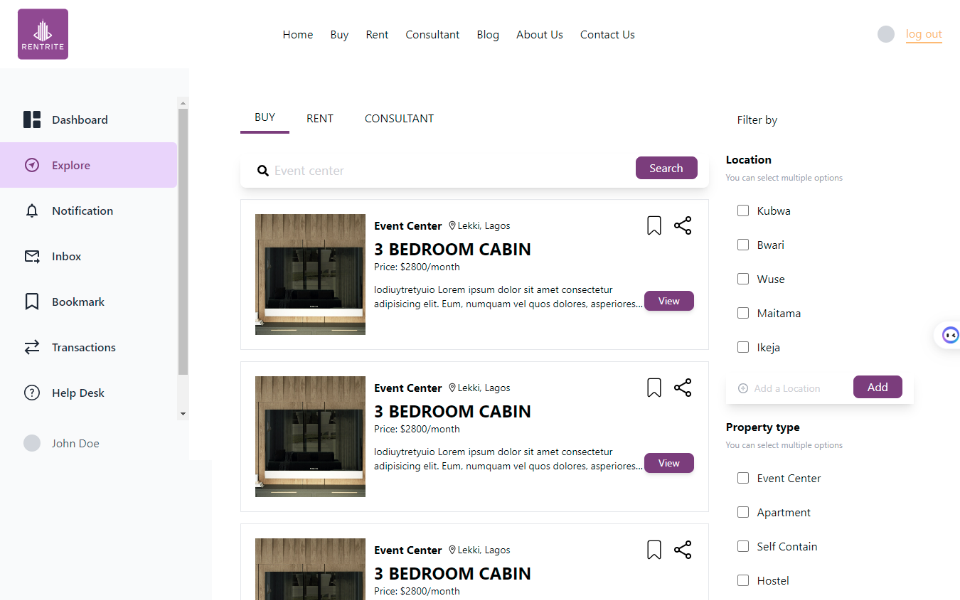 RENTRITE
Home Buy Rent Consultant Blog About Us Contact Us
log out
Dashboard
Explore
Notification
Inbox
Bookmark
Transactions
Help Desk
John Doe
BUY RENT CONSULTANT
Event center
Search
Event Center Lekki, Lagos
3 BEDROOM CABIN
Price: $2800/month
Iodiuytretyuio Lorem ipsum dolor sit amet consectetur
adipisicing elit. Eum, numquam vel quos dolores, asperiores...
View
Event Center Lekki, Lagos
3 BEDROOM CABIN
Price: $2800/month
Iodiuytretyuio Lorem ipsum dolor sit amet consectetur
adipisicing elit. Eum, numquam vel quos dolores, asperiores...
View
Event Center Lekki, Lagos
3 BEDROOM CABIN
Price: $2800/month
Filter by
Location
You can select multiple options
Kubwa
Bwari
Wuse
Maitama
Ikeja
Add a Location
Add
Property type
You can select multiple options
Event Center
Apartment
Self Contain
Hostel